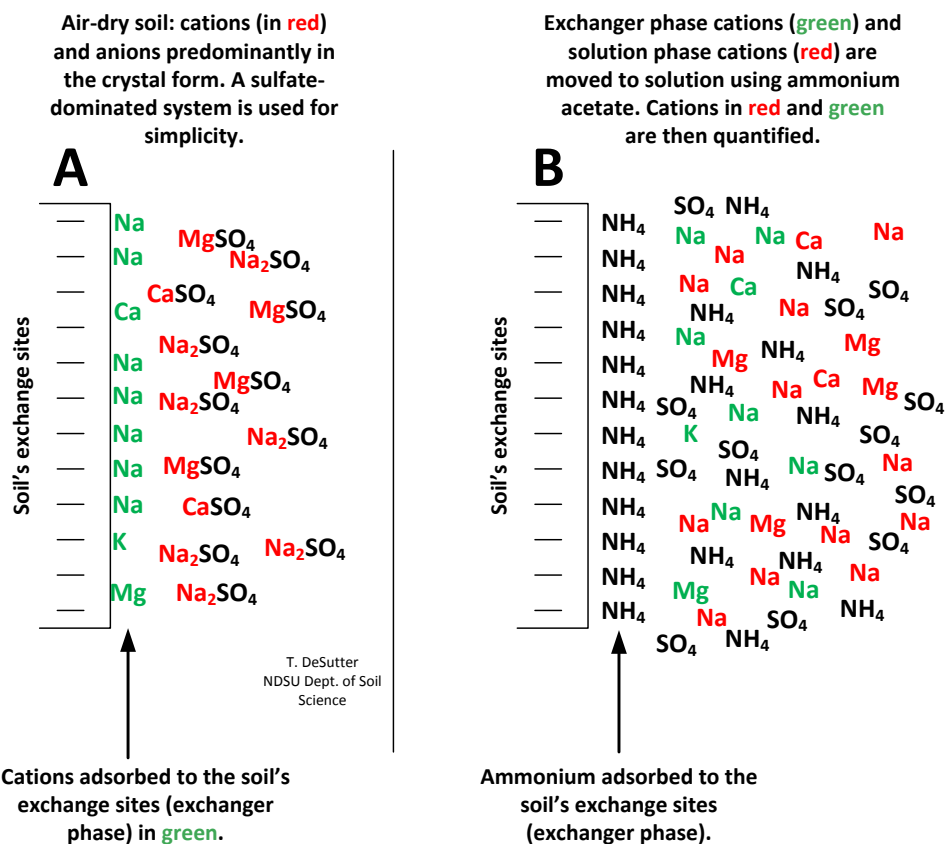 Air-dry soil: cations (in red)
and anions predominantly in
the crystal form. A sulfate-
dominated system is used for
simplicity.
A
Soil's exchange sites
Na
MgSO₄
Na
Na₂SO₄
CaSO₄
Ca
MgSO₄
Na₂SO₄
Na
MgSO₄
Na
Na₂SO₄
Na
Na₂SO₄
Na
MgSO₄
Na
CaSO₄
K
Na₂SO₄
Na₂SO₄
Mg
Na₂SO₄
T. DeSutter
NDSU Dept. of Soil
Science
Cations adsorbed to the soil's
exchange sites (exchanger
phase) in green.
Exchanger phase cations (green) and
solution phase cations (red) are
moved to solution using ammonium
acetate. Cations in red and green
are then quantified.
B
Soil's exchange sites
NH₄
NH₄
NH₄
NH₄
NH₄
NH₄
NH₄
NH₄
NH₄
NH₄
NH₄
NH₄
SO₄ NH₄
Na Na Ca Na
Na NH₄
Na Ca SO₄
NH₄ Na SO₄
Na NH₄ Mg
Mg
NH₄ Na Ca Mg
SO₄ Na NH₄ SO₄
K SO₄ SO₄
SO₄ NH₄ Na SO₄ Na
SO₄
Na Na Mg NH₄ Na Na
SO₄
NH₄ Na NH₄ Na
Mg Na
Na SO₄ NH₄
SO₄ NH₄
Ammonium adsorbed to the
soil's exchange sites
(exchanger phase).